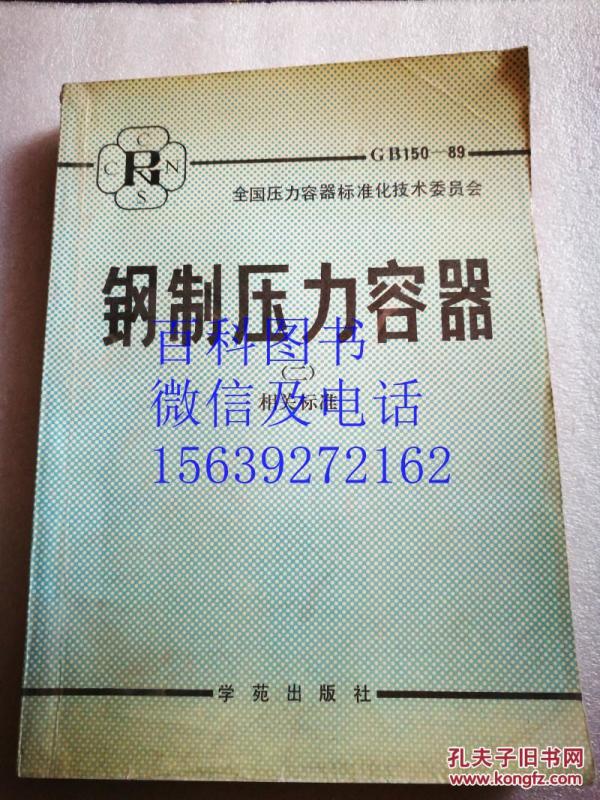 C
C R N
S
GB150—89
全国压力容器标准化技术委员会
钢制压力容器
(二)
相关标准
百科图书
微信及电话
15639272162
学苑出版社
孔夫子旧书网
www.kongfz.com